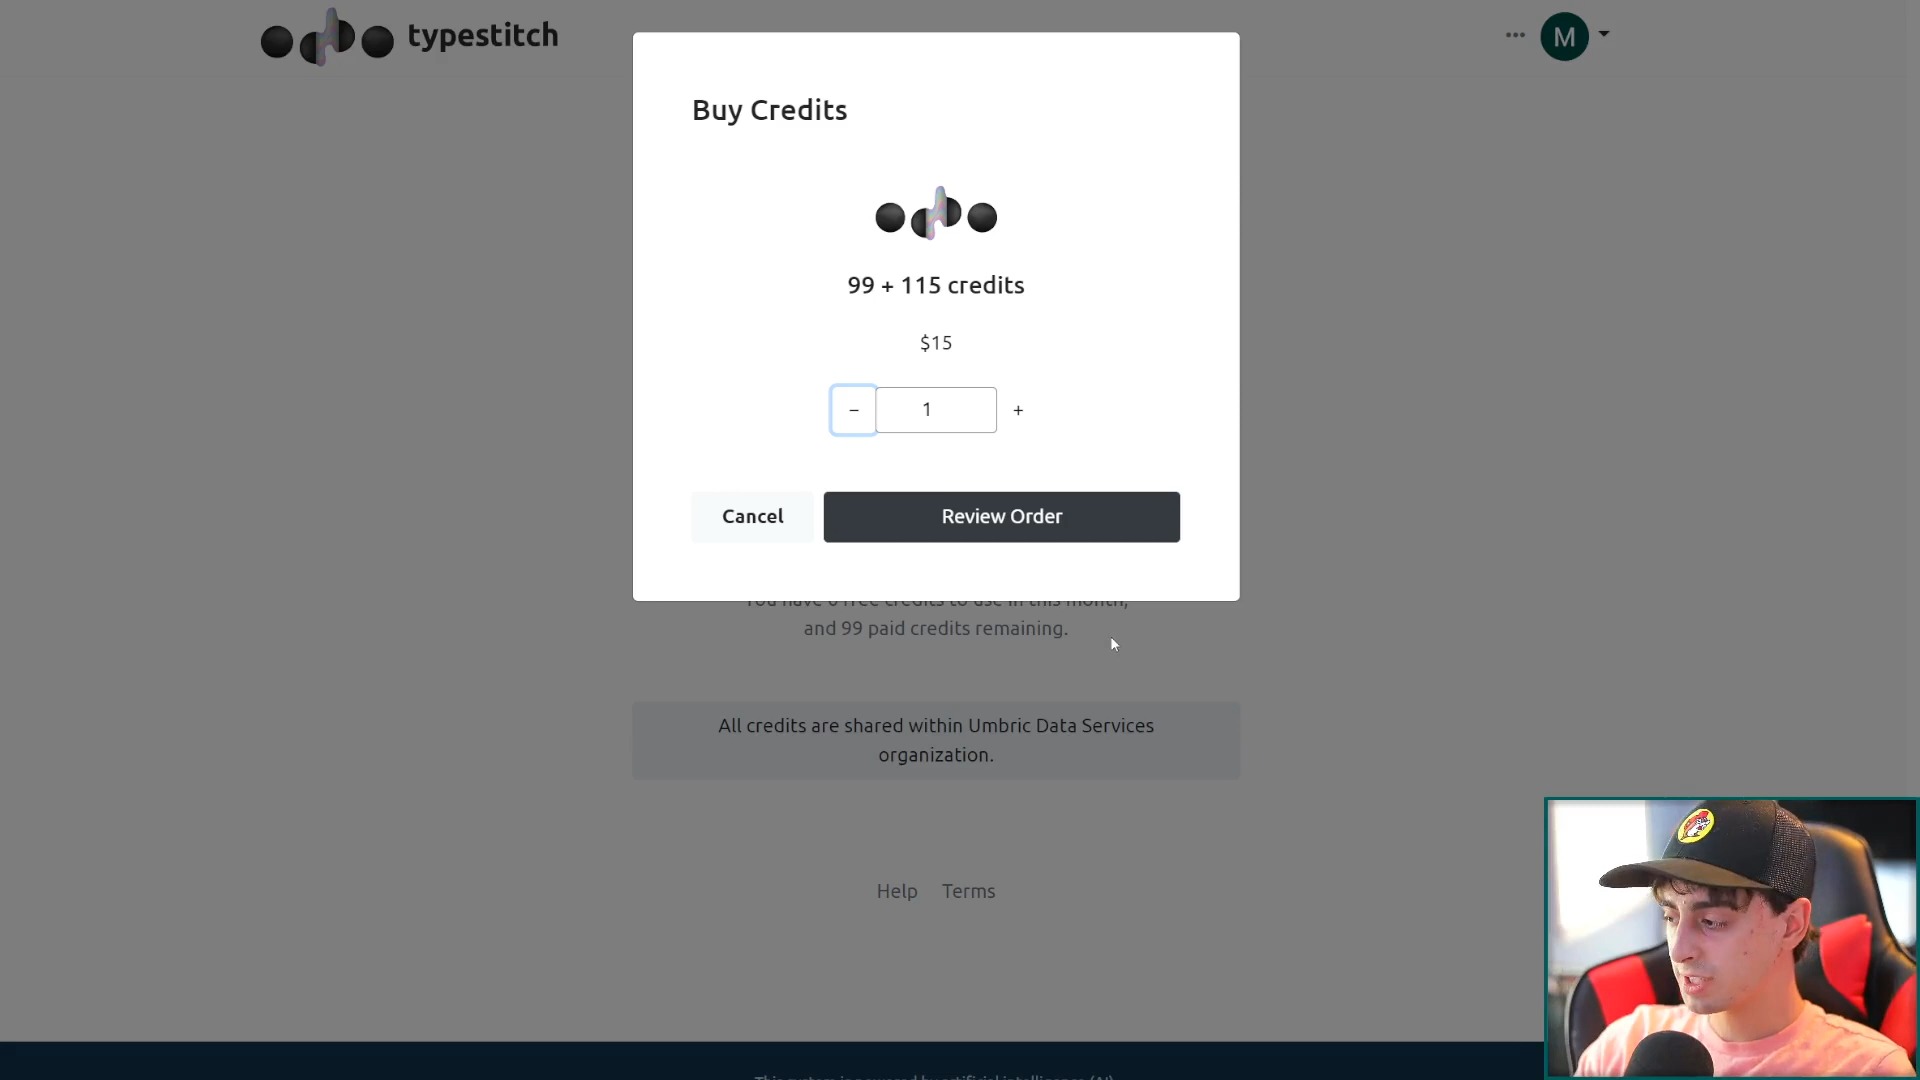 typestitch
M
Buy Credits
99 + 115 credits
$15
− 1 +
Cancel Review Order
and 99 paid credits remaining.
All credits are shared within Umbric Data Services
organization.
Help Terms